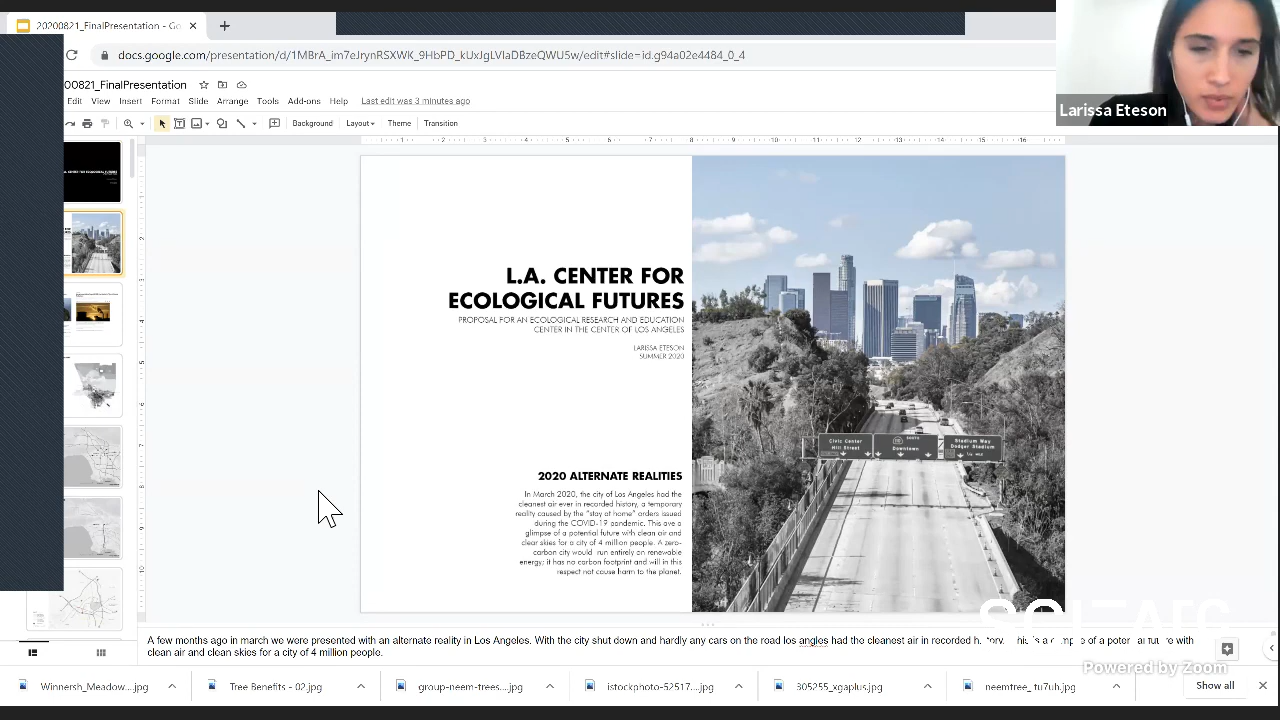 20200821_FinalPresentation - Go
docs.google.com/presentation/d/1MBrA_im7eJrynRSXWK_9HbPD_kUxJgLVlaDBzeQWU5w/edit#slide=id.g94a02e4484_0_4
Larissa Eteson
00821_FinalPresentation
Edit View Insert Format Slide Arrange Tools Add-ons Help Last edit was 3 minutes ago
Background Layout Theme Transition
L.A. CENTER FOR
ECOLOGICAL FUTURES
PROPOSAL FOR AN ECOLOGICAL RESEARCH AND EDUCATION
CENTER IN THE CENTER OF LOS ANGELES
LARISSA ETESON
SUMMER 2020
Civic Center
Hill Street
SOUTH
Downtown
Stadium Way
Dodger Stadium
2020 ALTERNATE REALITIES
In March 2020, the city of Los Angeles had the
cleanest air ever in recorded history, a temporary
reality caused by the "stay at home" orders issued
during the COVID-19 pandemic. This ave a
glimpse of a potential future with clean air and
clear skies for a city of 4 million people. A zero-
carbon city would run entirely on renewable
energy; it has no carbon footprint and will in this
respect not cause harm to the planet.
A few months ago in march we were presented with an alternate reality in Los Angeles. With the city shut down and hardly any cars on the road los angles had the cleanest air in recorded future with
clean air and clean skies for a city of 4 million people.
Powered by Zoom
Winnersh_Meadow....jpg Tree Benefits - 02.jpg group-neem-trees....jpg istockphoto-52517....jpg 305255_xgaplus.jpg Show all